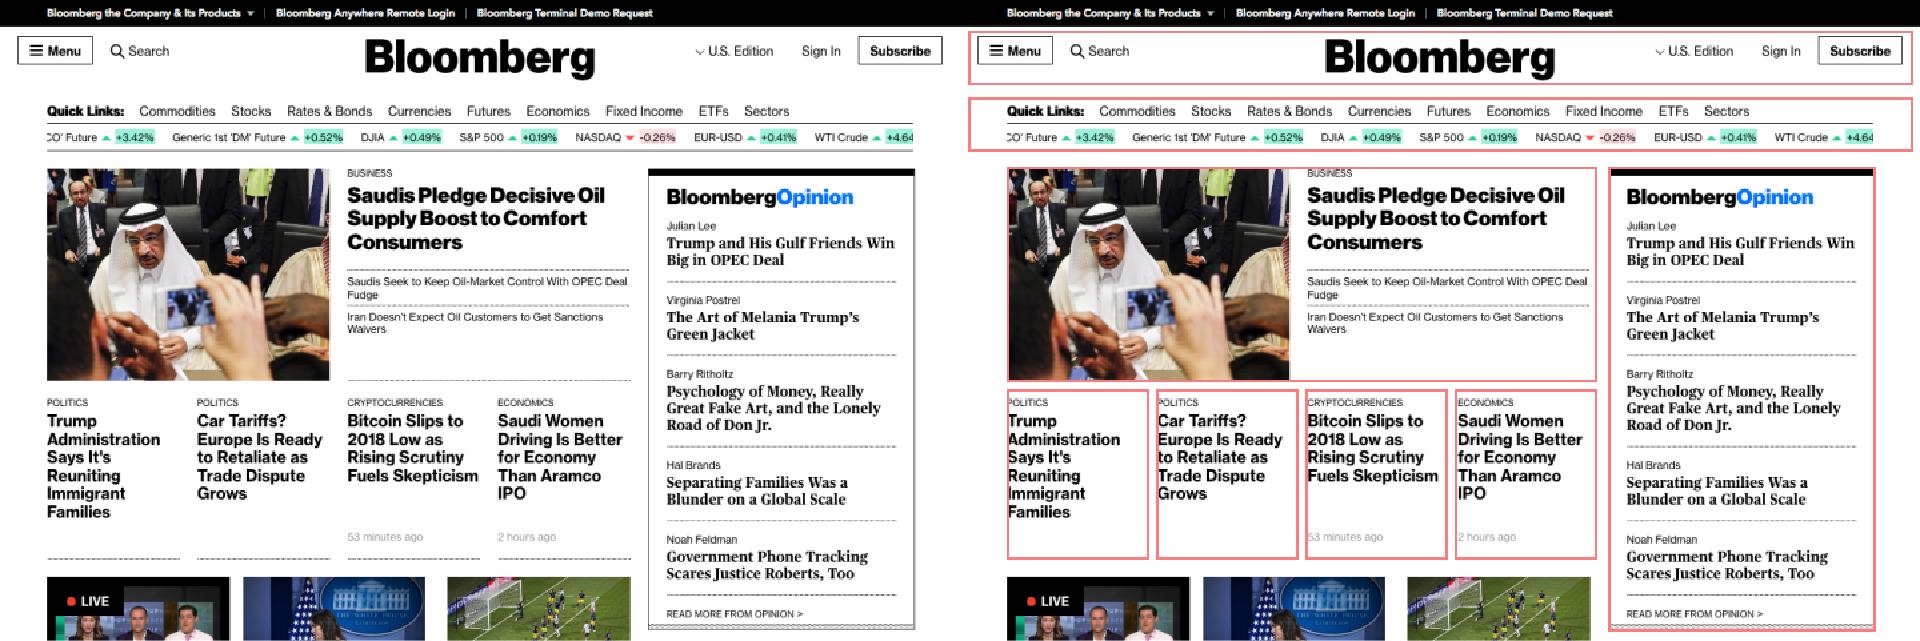 Bloomberg the Company & Its Products
Bloomberg Anywhere Remote Login
Bloomberg Terminal Demo Request
Menu
Search
Bloomberg
U.S. Edition
Sign In
Subscribe
Quick Links: Commodities Stocks Rates & Bonds Currencies Futures Economics Fixed Income ETFs Sectors
CO' Future +3.42% Generic 1st 'DM' Future +0.52% DJIA +0.49% S&P 500 +0.19% NASDAQ -0.26% EUR-USD +0.41% WTI Crude +4.64
BUSINESS
Saudis Pledge Decisive Oil
Supply Boost to Comfort
Consumers
Saudis Seek to Keep Oil-Market Control With OPEC Deal
Fudge
Iran Doesn't Expect Oil Customers to Get Sanctions
Waivers
POLITICS
Trump
Administration
Says It's
Reuniting
Immigrant
Families
POLITICS
Car Tariffs?
Europe Is Ready
to Retaliate as
Trade Dispute
Grows
CRYPTOCURRENCIES
Bitcoin Slips to
2018 Low as
Rising Scrutiny
Fuels Skepticism
53 minutes ago
ECONOMICS
Saudi Women
Driving Is Better
for Economy
Than Aramco
IPO
2 hours ago
LIVE
BloombergOpinion
Julian Lee
Trump and His Gulf Friends Win
Big in OPEC Deal
Virginia Postrel
The Art of Melania Trump's
Green Jacket
Barry Ritholtz
Psychology of Money, Really
Great Fake Art, and the Lonely
Road of Don Jr.
Hal Brands
Separating Families Was a
Blunder on a Global Scale
Noah Feldman
Government Phone Tracking
Scares Justice Roberts, Too
READ MORE FROM OPINION >
Bloomberg the Company & Its Products
Bloomberg Anywhere Remote Login
Bloomberg Terminal Demo Request
Menu
Search
Bloomberg
U.S. Edition
Sign In
Subscribe
Quick Links: Commodities Stocks Rates & Bonds Currencies Futures Economics Fixed Income ETFs Sectors
CO' Future +3.42% Generic 1st 'DM' Future +0.52% DJIA +0.49% S&P 500 +0.19% NASDAQ -0.26% EUR-USD +0.41% WTI Crude +4.64
BUSINESS
Saudis Pledge Decisive Oil
Supply Boost to Comfort
Consumers
Saudis Seek to Keep Oil-Market Control With OPEC Deal
Fudge
Iran Doesn't Expect Oil Customers to Get Sanctions
Waivers
POLITICS
Trump
Administration
Says It's
Reuniting
Immigrant
Families
POLITICS
Car Tariffs?
Europe Is Ready
to Retaliate as
Trade Dispute
Grows
CRYPTOCURRENCIES
Bitcoin Slips to
2018 Low as
Rising Scrutiny
Fuels Skepticism
53 minutes ago
ECONOMICS
Saudi Women
Driving Is Better
for Economy
Than Aramco
IPO
2 hours ago
LIVE
BloombergOpinion
Julian Lee
Trump and His Gulf Friends Win
Big in OPEC Deal
Virginia Postrel
The Art of Melania Trump's
Green Jacket
Barry Ritholtz
Psychology of Money, Really
Great Fake Art, and the Lonely
Road of Don Jr.
Hal Brands
Separating Families Was a
Blunder on a Global Scale
Noah Feldman
Government Phone Tracking
Scares Justice Roberts, Too
READ MORE FROM OPINION >